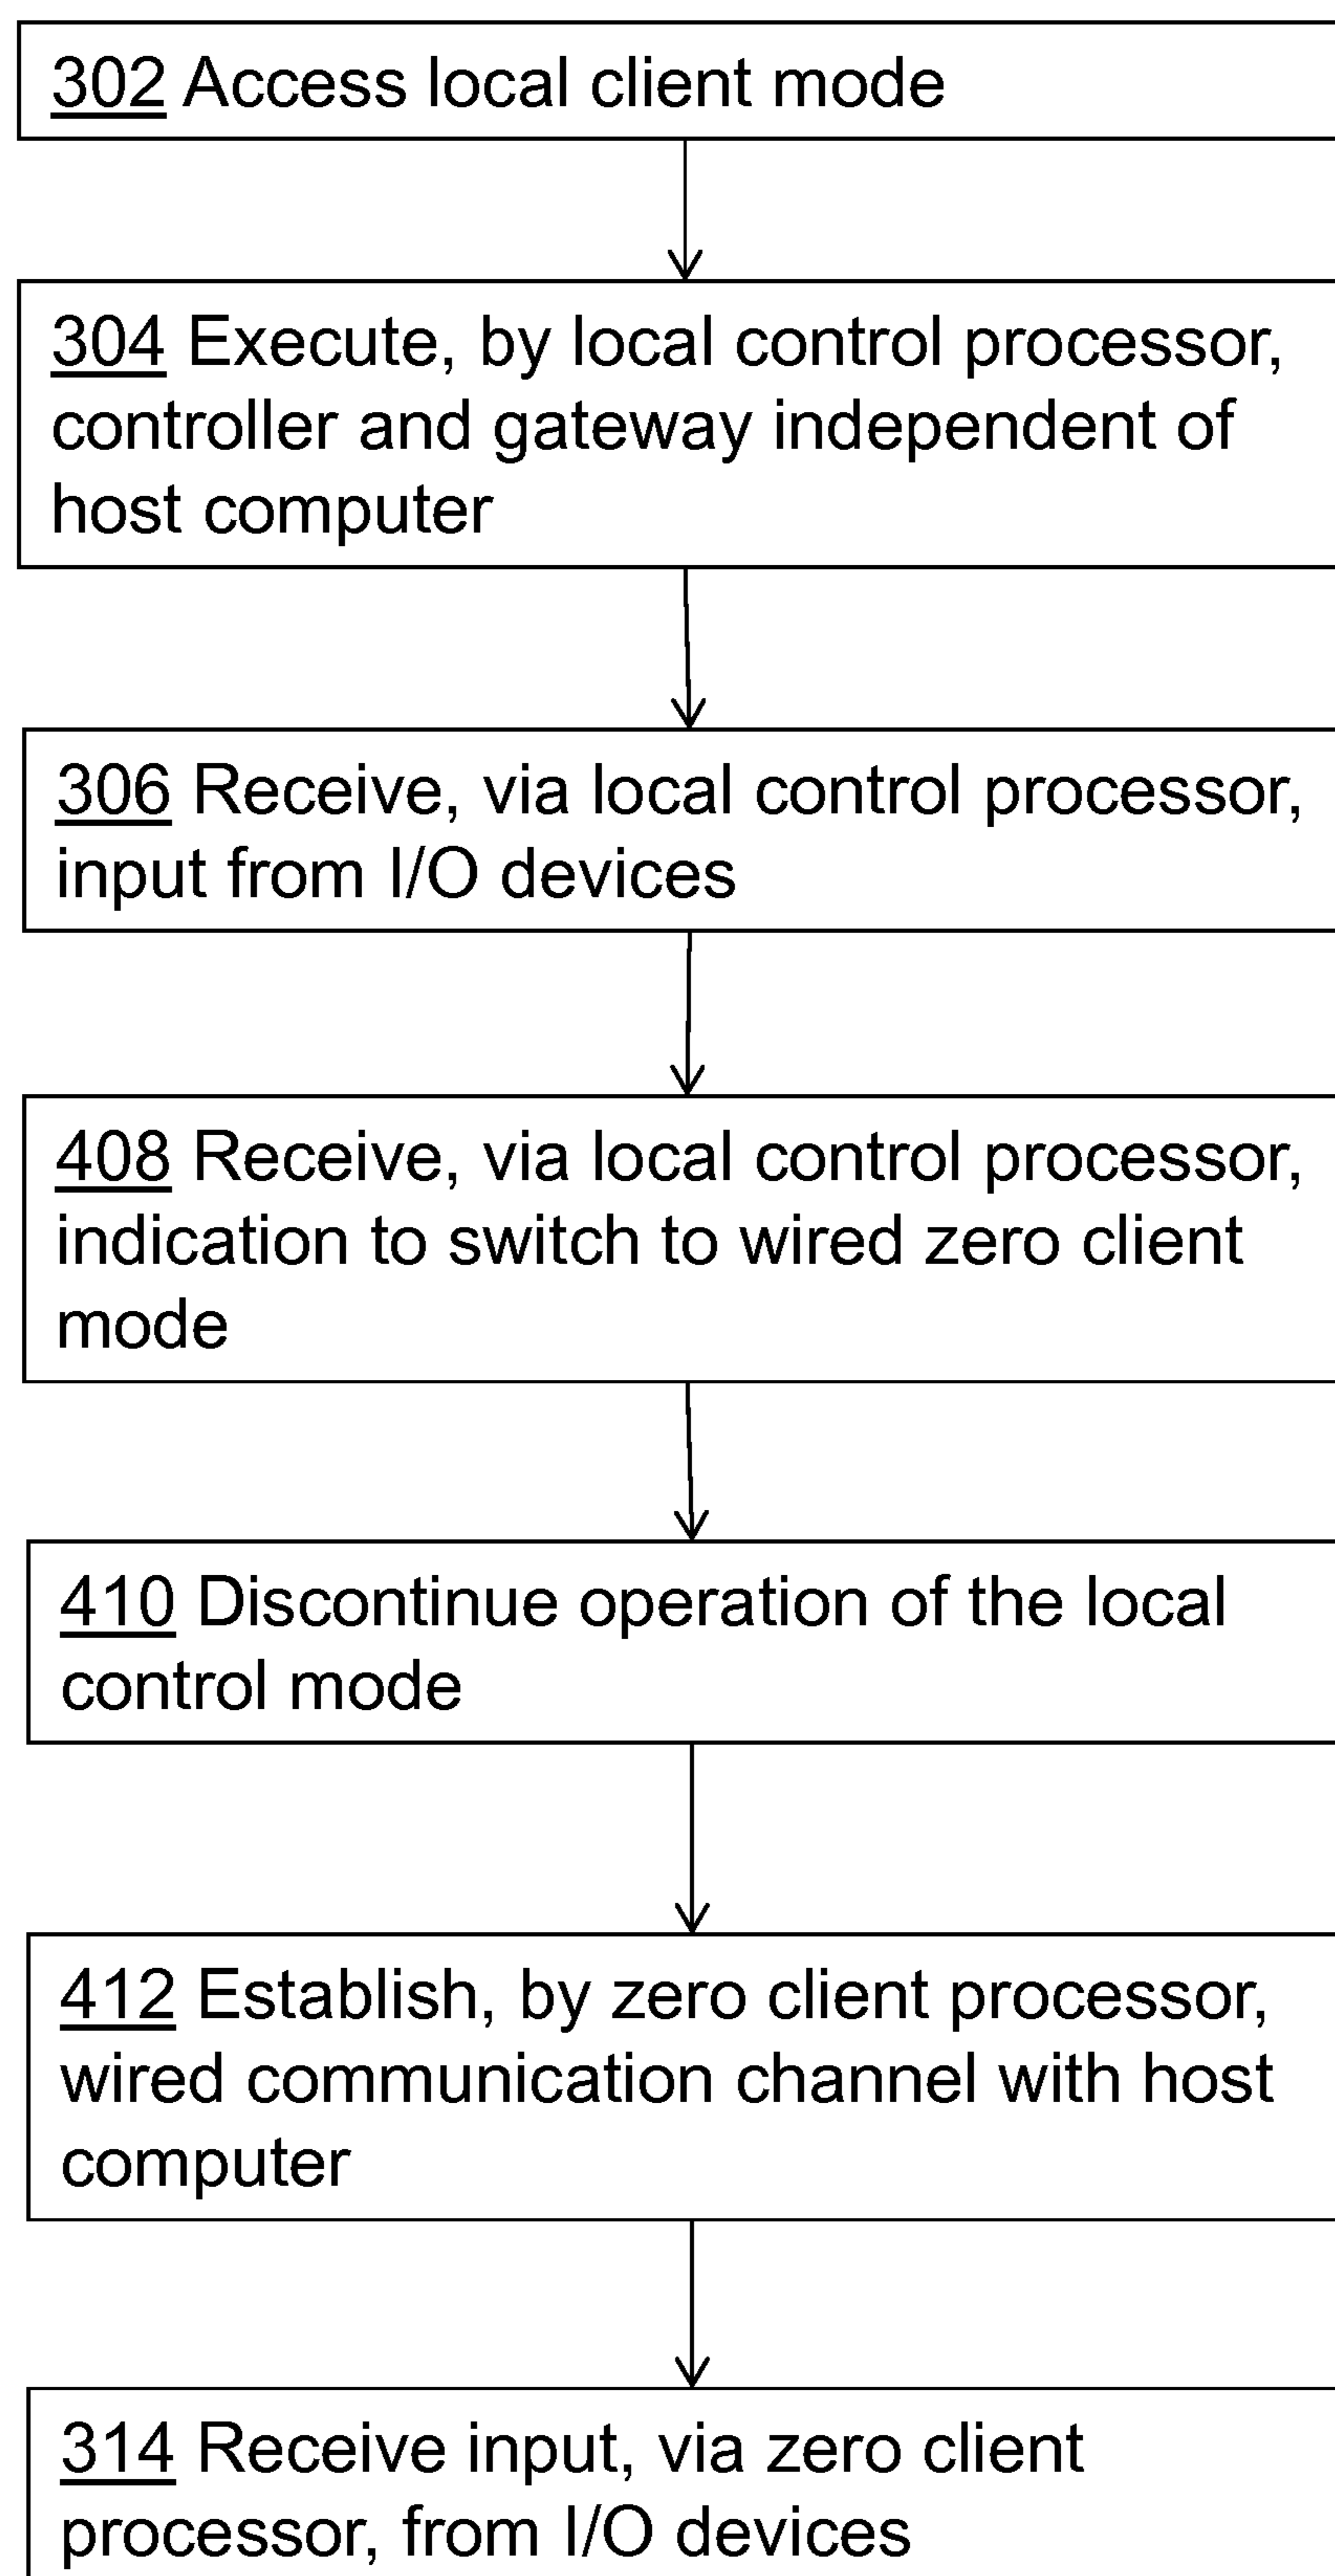 302 Access local client mode
304 Execute, by local control processor,
controller and gateway independent of
host computer
306 Receive, via local control processor,
input from I/O devices
408 Receive, via local control processor,
indication to switch to wired zero client
mode
410 Discontinue operation of the local
control mode
412 Establish, by zero client processor,
wired communication channel with host
computer
314 Receive input, via zero client
processor, from I/O devices